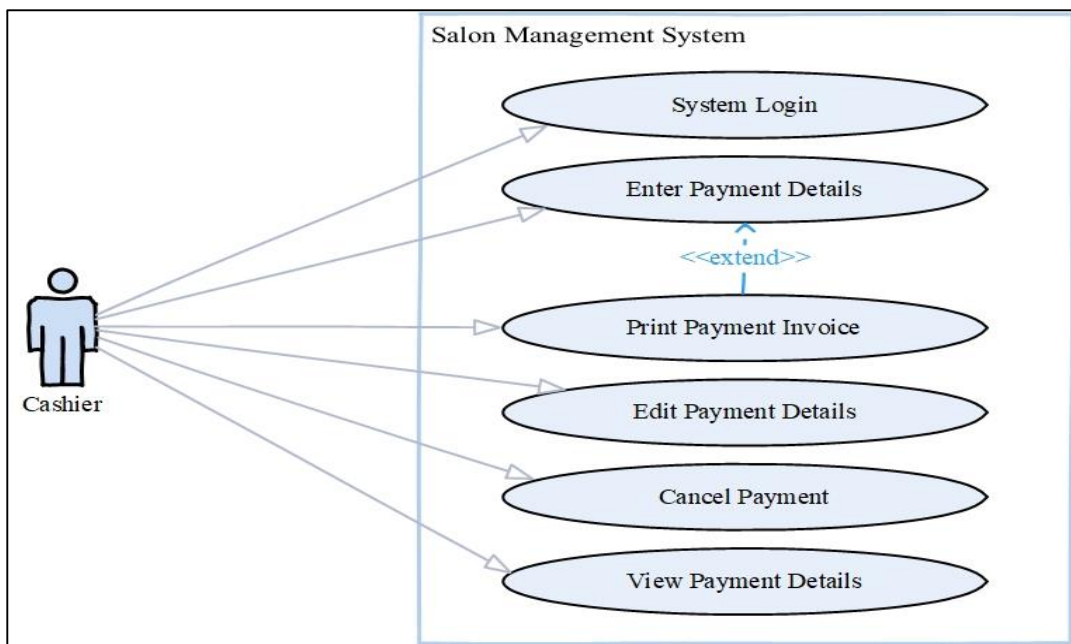 Salon Management System
System Login
Enter Payment Details
<<extend>>
Print Payment Invoice
Edit Payment Details
Cashier
Cancel Payment
View Payment Details